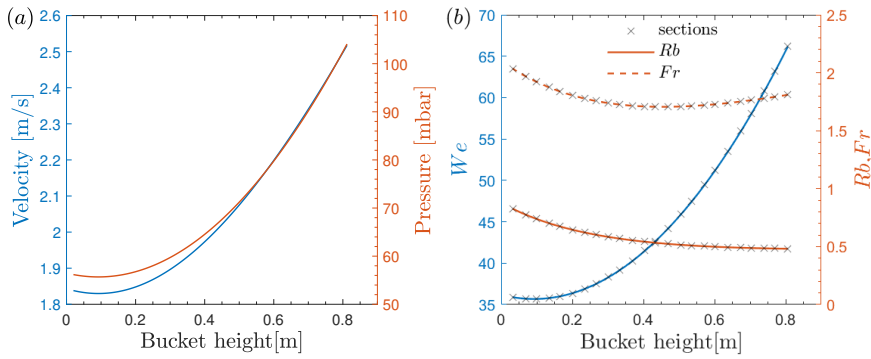 (a)
2.6
2.5
2.4
2.3
2.2
2.1
2
1.9
1.8
Velocity [m/s]
110
100
90
80
70
60
50
Pressure [mbar]
0 0.2 0.4 0.6 0.8
Bucket height[m]
(b)
70
65
60
55
50
45
40
35
We
sections
Rb
Fr
2.5
2
1.5
1
0.5
0
Rb,Fr
0 0.2 0.4 0.6 0.8
Bucket height[m]